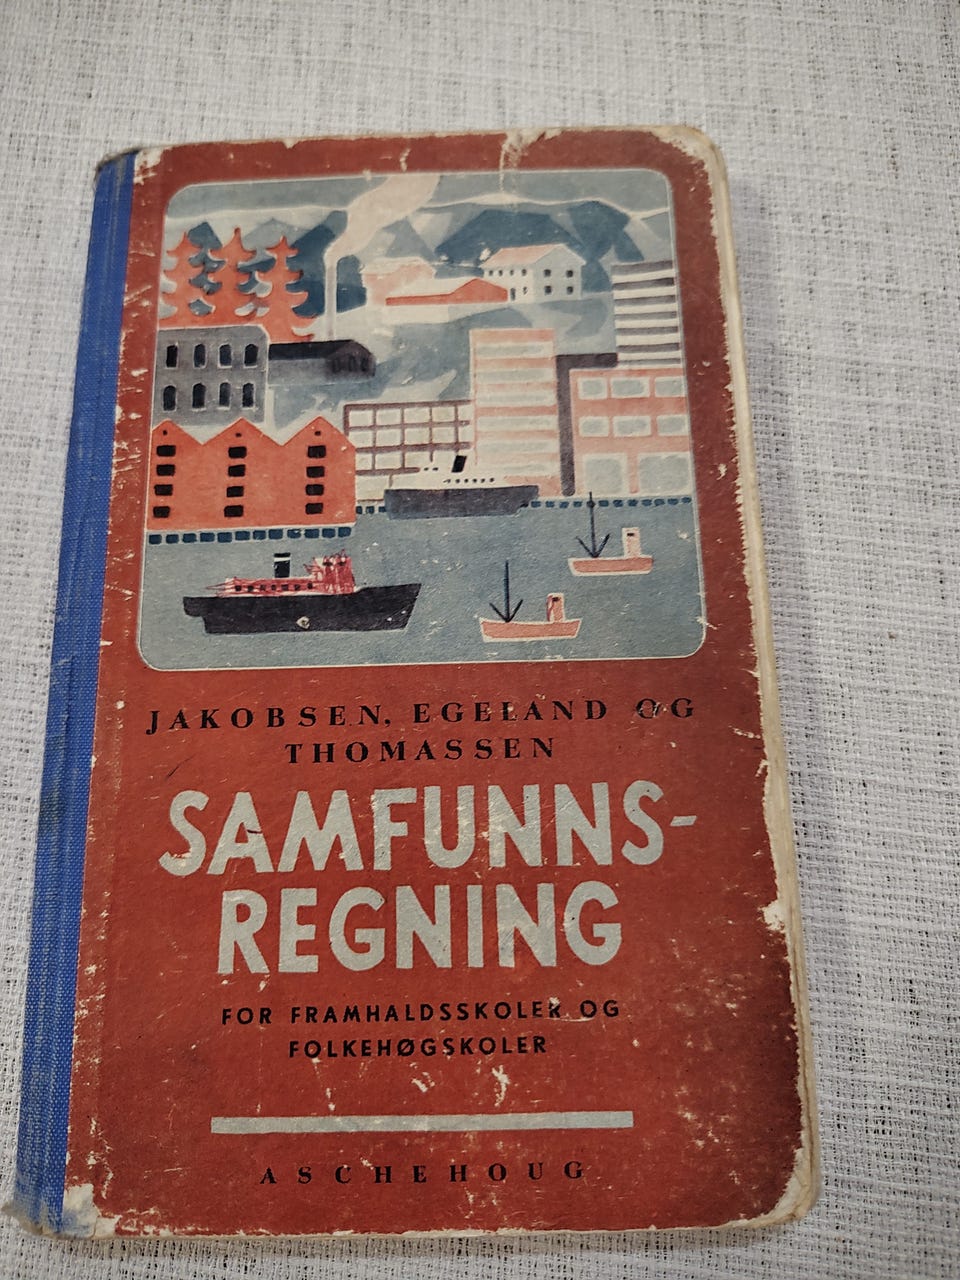 JAKOBSEN, EGELAND OG
THOMASSEN
SAMFUNNS-
REGNING
FOR FRAMHALDSSKOLER OG
FOLKEHØGSKOLER
ASCHEHOUG